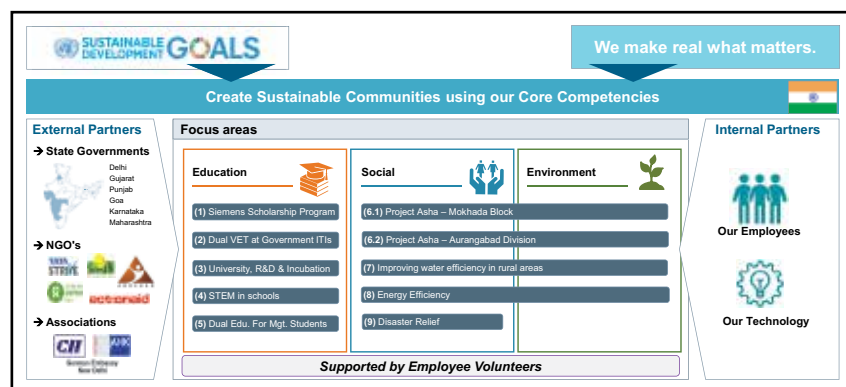 SUSTAINABLE DEVELOPMENT GOALS
We make real what matters.
Create Sustainable Communities using our Core Competencies
External Partners
→ State Governments
Delhi
Gujarat
Punjab
Goa
Karnataka
Maharashtra
→ NGO's
TATA STRIVE
actionaid
→ Associations
CII
AHK
German Embassy
New Delhi
Focus areas
Education
(1) Siemens Scholarship Program
(2) Dual VET at Government ITIs
(3) University, R&D & Incubation
(4) STEM in schools
(5) Dual Edu. For Mgt. Students
Social
Environment
(6.1) Project Asha – Mokhada Block
(6.2) Project Asha – Aurangabad Division
(7) Improving water efficiency in rural areas
(8) Energy Efficiency
(9) Disaster Relief
Supported by Employee Volunteers
Internal Partners
Our Employees
Our Technology